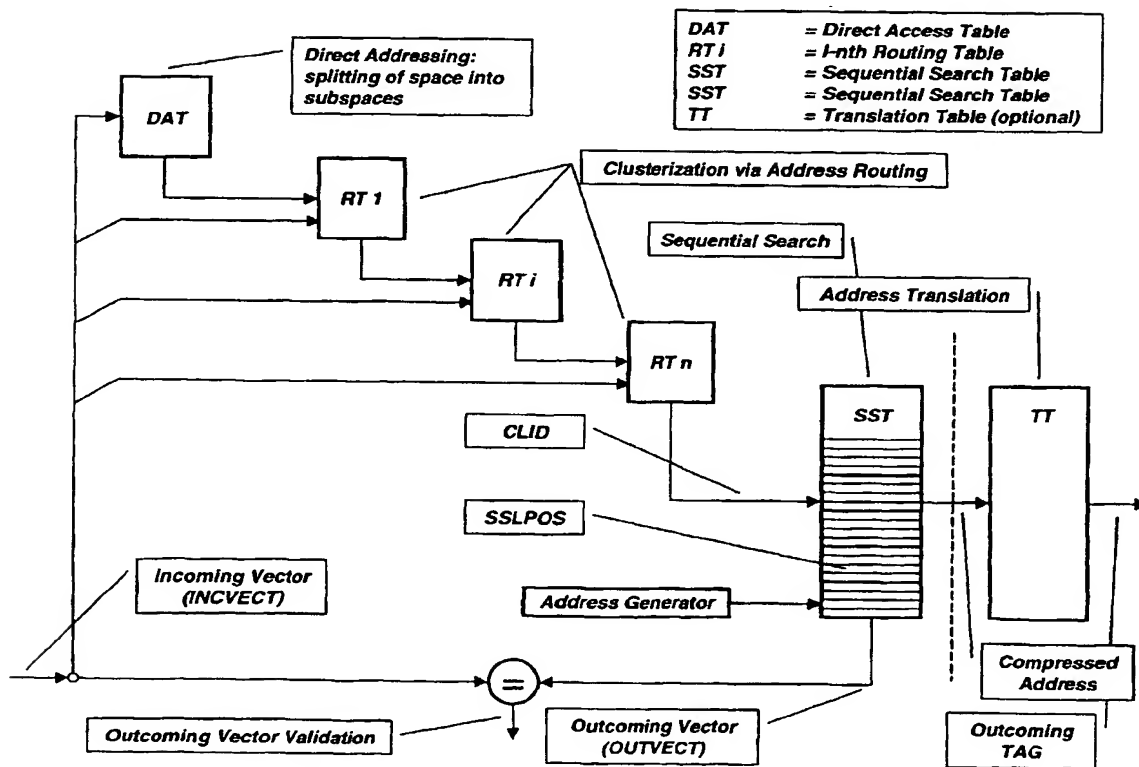 DAT = Direct Access Table
RT i = I-nth Routing Table
SST = Sequential Search Table
SST = Sequential Search Table
TT = Translation Table (optional)
Direct Addressing:
splitting of space into
subspaces
DAT
RT 1
Clusterization via Address Routing
RT i
Sequential Search
Address Translation
RT n
SST
TT
CLID
SSLPOS
Incoming Vector
(INCVECT)
Address Generator
=
Compressed
Address
Outcoming Vector Validation
Outcoming Vector
(OUTVECT)
Outcoming
TAG